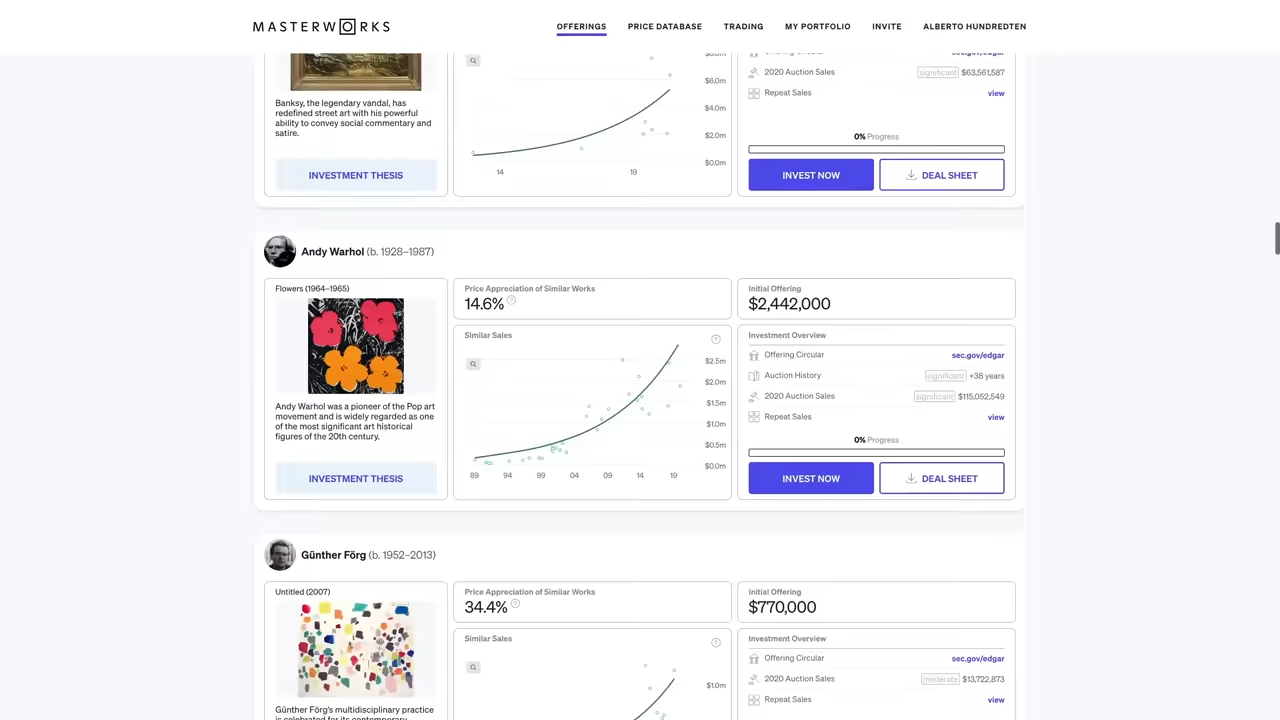 MASTERWORKS
OFFERINGS
PRICE DATABASE
TRADING
MY PORTFOLIO
INVITE
ALBERTO HUNDREDTEN
Banksy, the legendary vandal, has
redefined street art with his powerful
ability to convey social commentary and
satire.
INVESTMENT THESIS
$6.0m
$4.0m
$2.0m
$0.0m
14
19
2020 Auction Sales
significant $63,561,587
Repeat Sales
view
0% Progress
INVEST NOW
DEAL SHEET
Andy Warhol (b. 1928–1987)
Flowers (1964–1965)
Andy Warhol was a pioneer of the Pop art
movement and is widely regarded as one
of the most significant art historical
figures of the 20th century.
INVESTMENT THESIS
Price Appreciation of Similar Works
14.6%
Similar Sales
$2.5m
$2.0m
$1.5m
$1.0m
$0.5m
$0.0m
89
94
99
04
09
14
19
Initial Offering
$2,442,000
Investment Overview
Offering Circular
sec.gov/edgar
Auction History
significant +38 years
2020 Auction Sales
significant $115,052,549
Repeat Sales
view
0% Progress
INVEST NOW
DEAL SHEET
Günther Förg (b. 1952–2013)
Untitled (2007)
Günther Förg's multidisciplinary practice
Price Appreciation of Similar Works
34.4%
Similar Sales
$1.0m
Initial Offering
$770,000
Investment Overview
Offering Circular
sec.gov/edgar
2020 Auction Sales
moderate $13,722,873
Repeat Sales
view